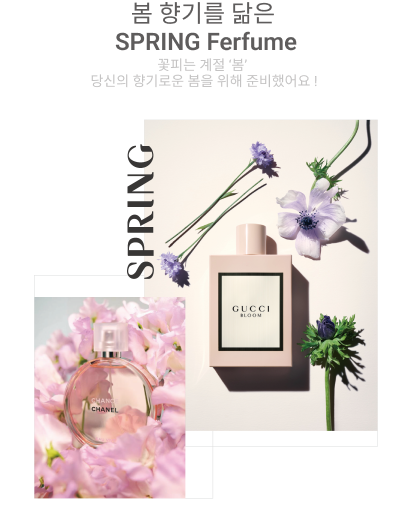 봄 향기를 닮은
SPRING Ferfume
꽃피는 계절 '봄'
당신의 향기로운 봄을 위해 준비했어요 !
SPRING
GUCCI
BLOOM
CHANCE
CHANEL